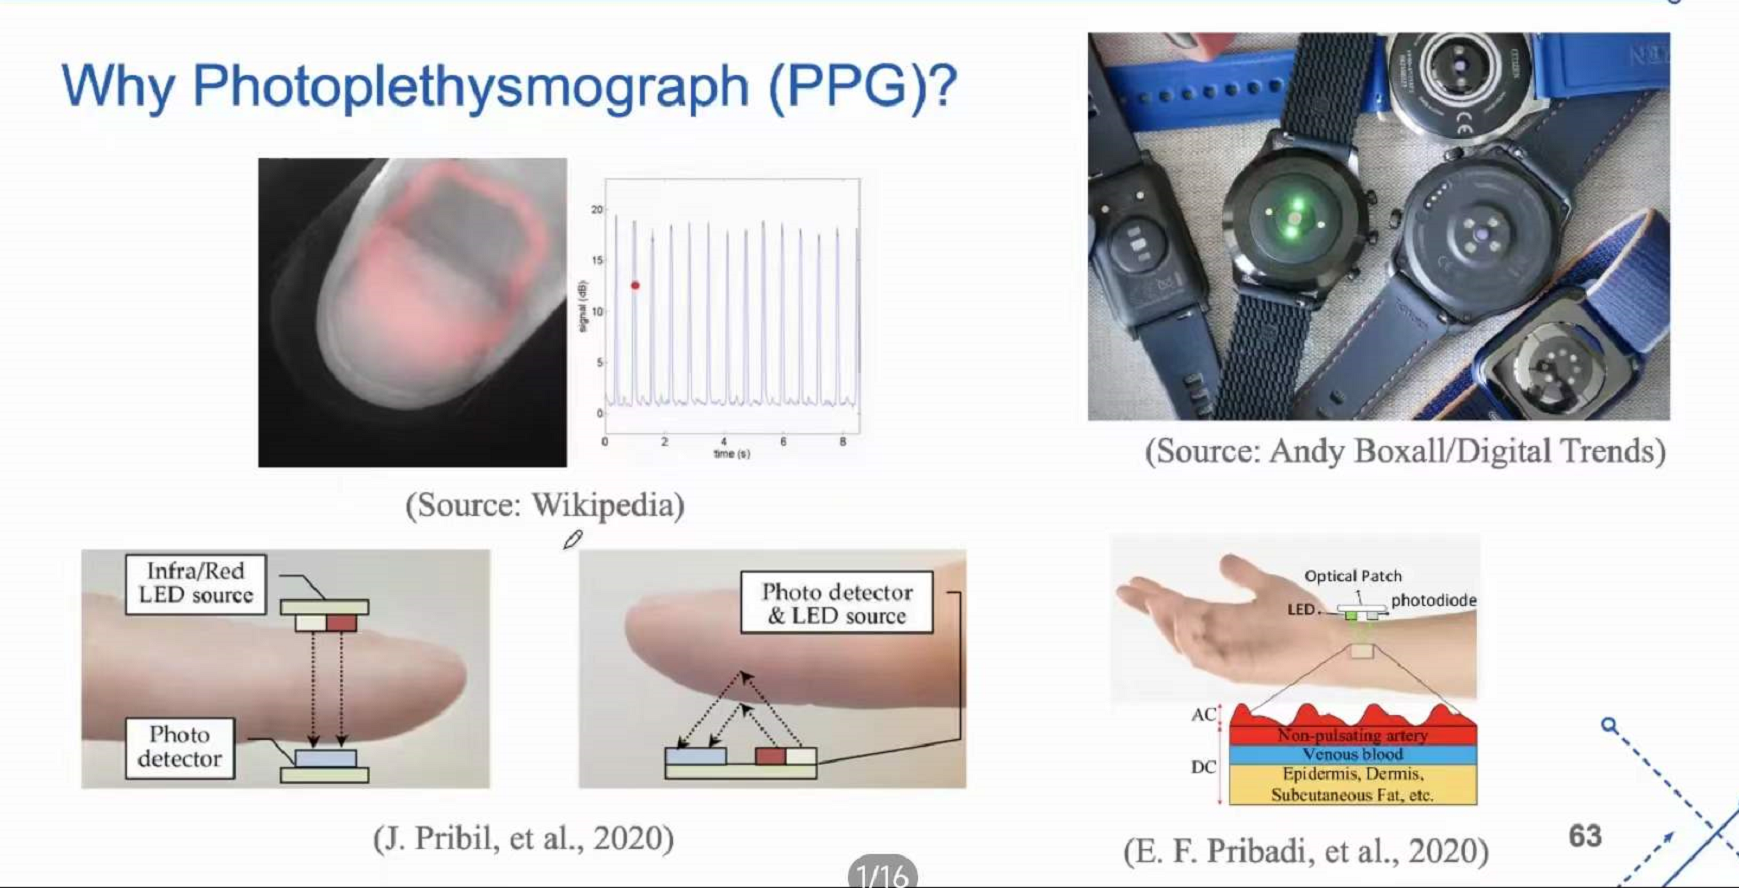 Why Photoplethysmograph (PPG)?
20
15
10
5
0
signal (dB)
0 2 4 6 8
time (s)
(Source: Wikipedia)
(Source: Andy Boxall/Digital Trends)
Infra/Red
LED source
Photo
detector
Photo detector
& LED source
(J. Pribil, et al., 2020)
Optical Patch
LED
photodiode
AC
DC
Non-pulsating artery
Venous blood
Epidermis, Dermis,
Subcutaneous Fat, etc.
(E. F. Pribadi, et al., 2020)
63
1/16